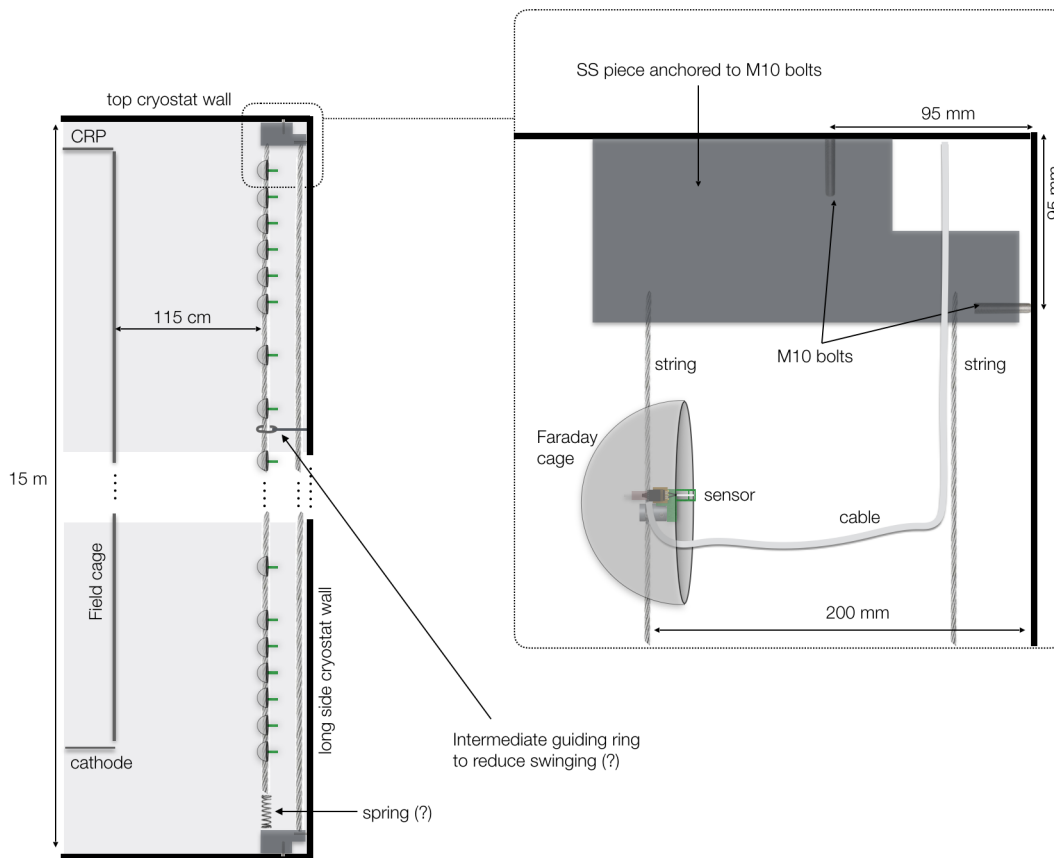 SS piece anchored to M10 bolts
top cryostat wall
95 mm
CRP
95 mm
115 cm
M10 bolts
string
string
Faraday
cage
15 m
sensor
cable
Field cage
long side cryostat wall
200 mm
Intermediate guiding ring
to reduce swinging (?)
cathode
spring (?)